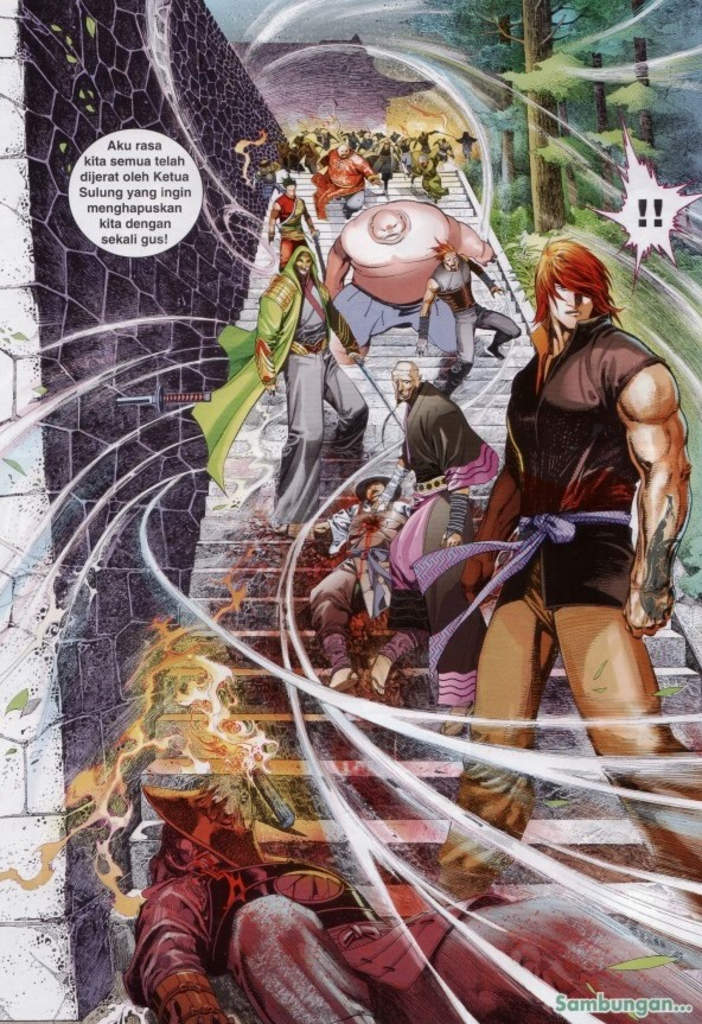 Aku rasa
kita semua telah
dijerat oleh Ketua
Sulung yang ingin
menghapuskan
kita dengan
sekali gus!
!!
Sambungan...